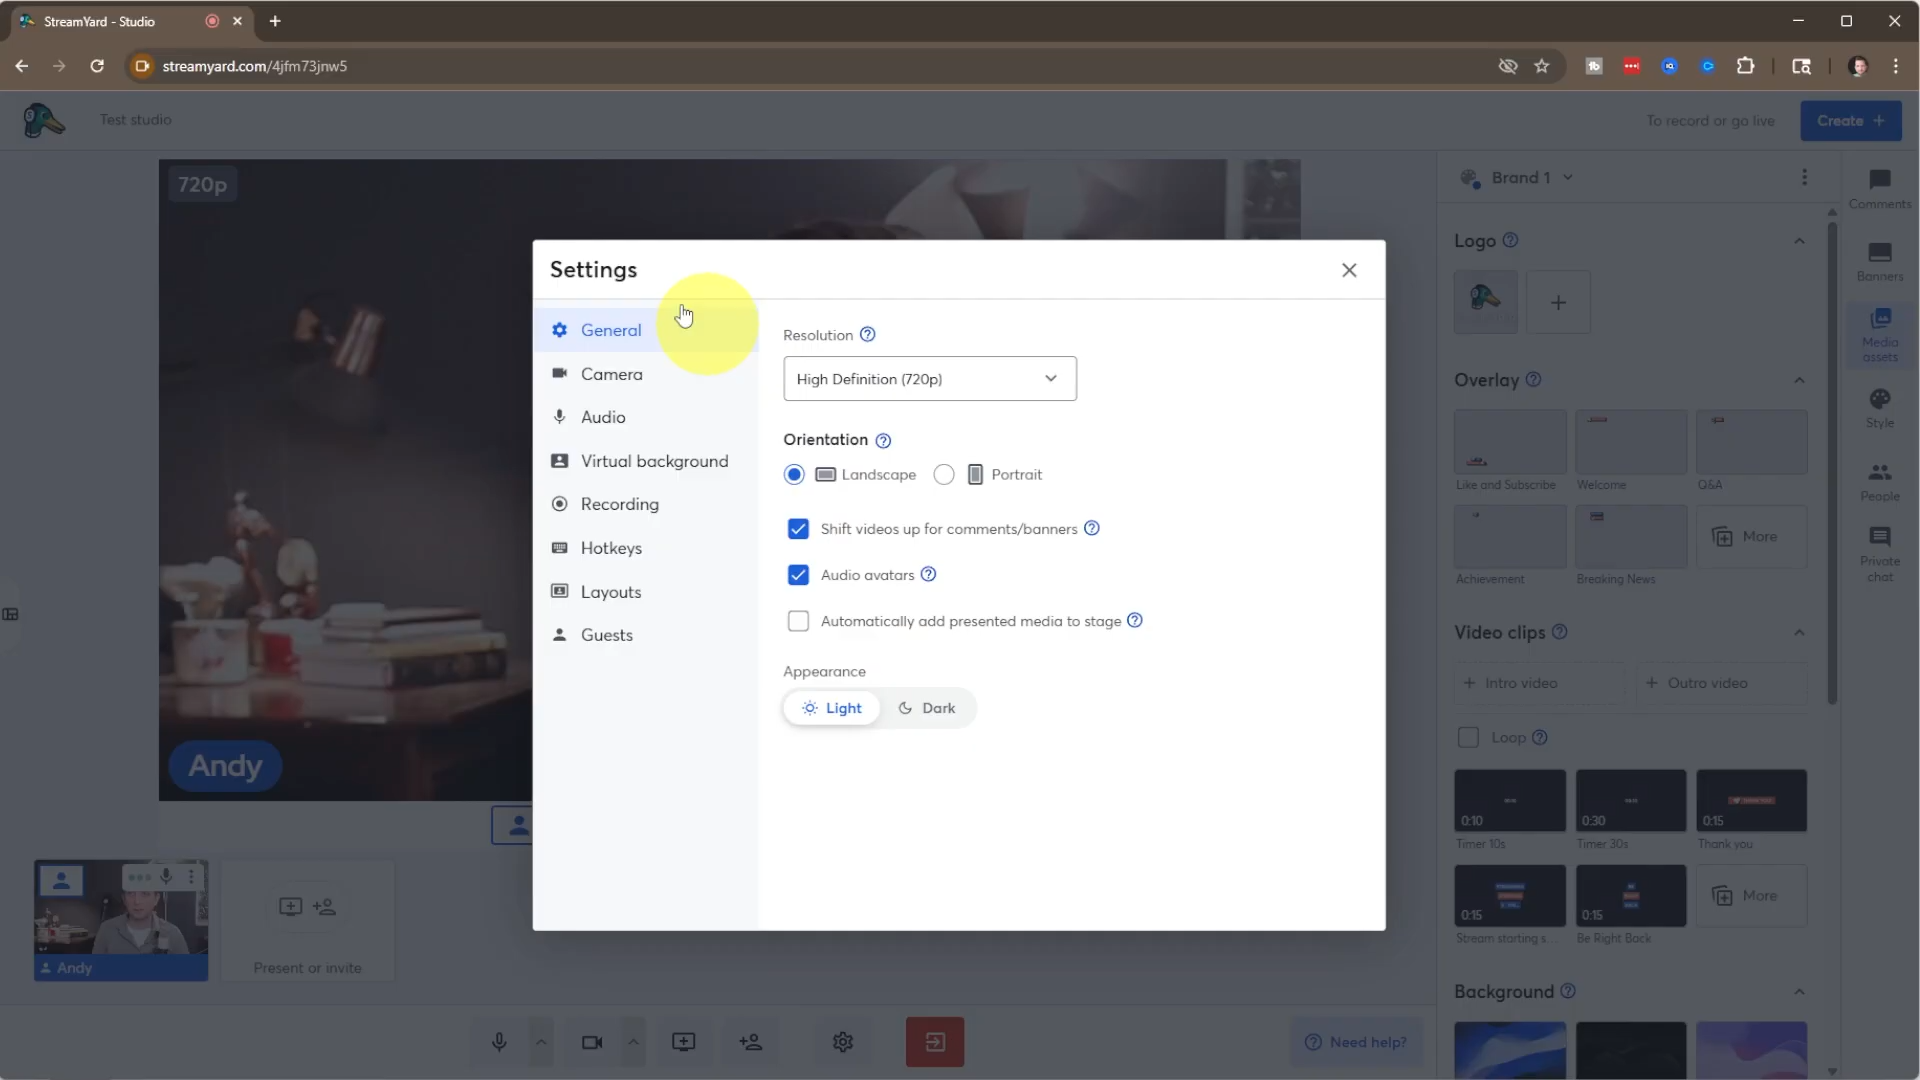 StreamYard - Studio
streamyard.com/4jfm73jnw5
Test studio
To record or go live
Create +
720p
Andy
Settings
General
Camera
Audio
Virtual background
Recording
Hotkeys
Layouts
Guests
Resolution
High Definition (720p)
Orientation
Landscape
Portrait
Shift videos up for comments/banners
Audio avatars
Automatically add presented media to stage
Appearance
Light
Dark
Andy
Present or invite
Need help?
Brand 1
Logo
Overlay
Like and Subscribe
Welcome
Q&A
Achievement
Breaking News
More
Video clips
+ Intro video
+ Outro video
Loop
0:10
0:30
0:15
Timer 10s
Timer 30s
Thank you
0:15
0:15
More
Stream starting s...
Be Right Back
Background
Comments
Banners
Media
assets
Style
People
Private
chat